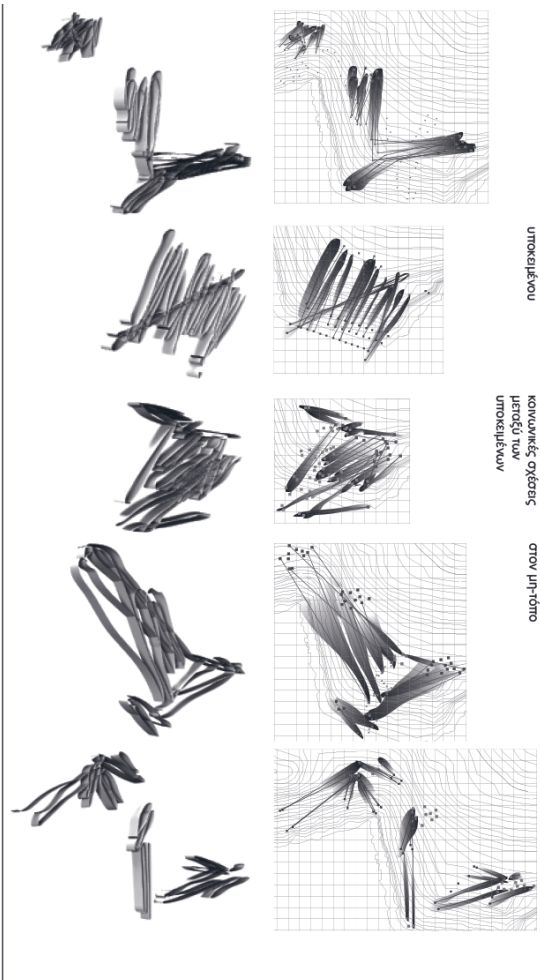 υποκειμένου
κοινωνικές σχέσεις
μεταξύ των
υποκειμένων
στον μη-τόπο